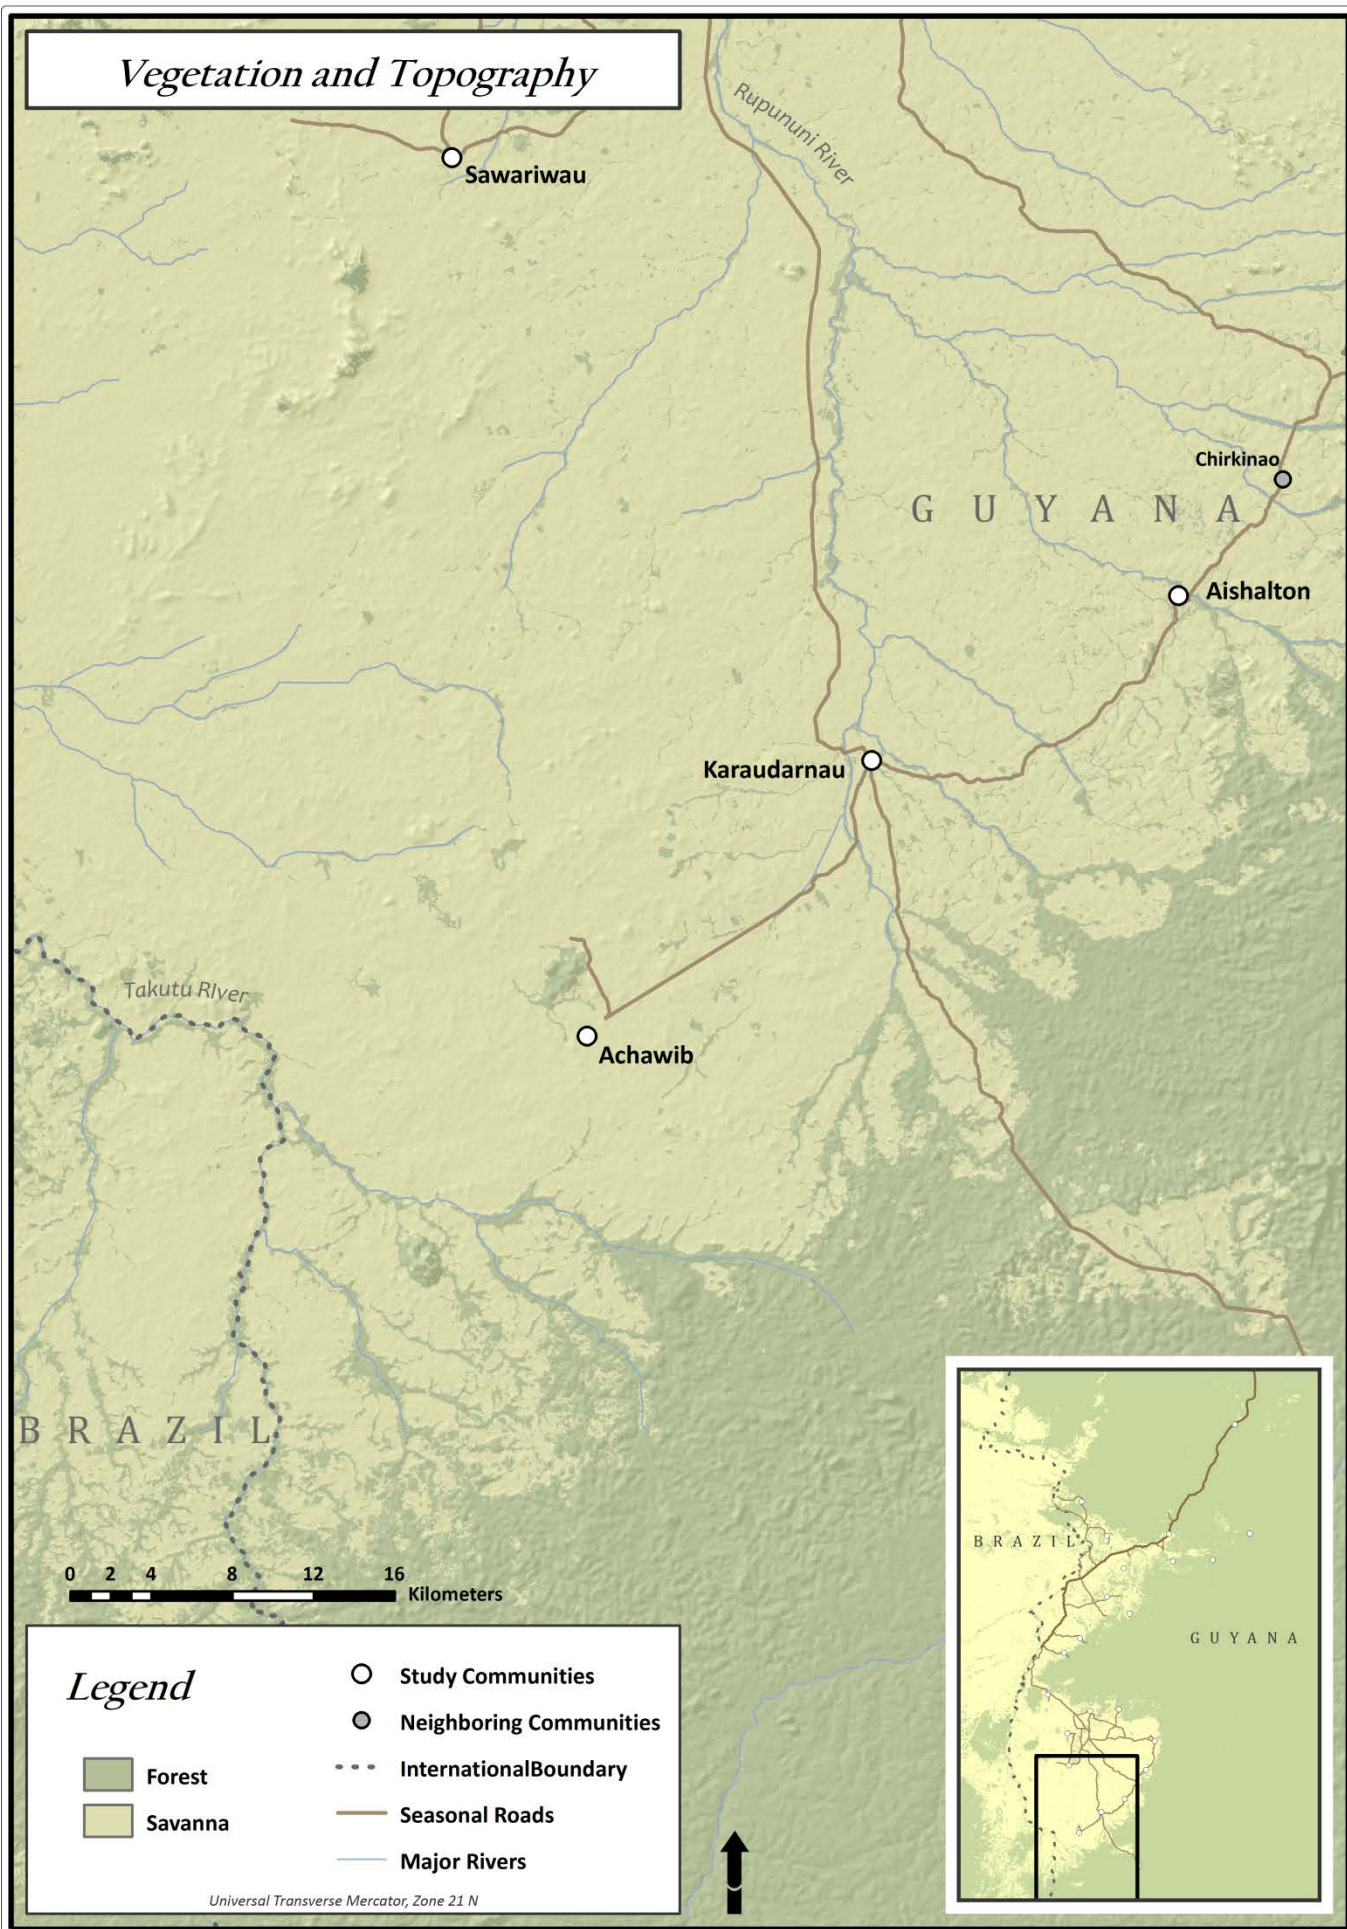 Vegetation and Topography
Rupununi River
Sawariwau
Chirkinao
G U Y A N A
Aishalton
Karaudarnau
Takutu RIver
Achawib
B R A Z I L
0 2 4 8 12 16
Kilometers
Legend
Forest
Savanna
Study Communities
Neighboring Communities
InternationalBoundary
Seasonal Roads
Major Rivers
Universal Transverse Mercator, Zone 21 N
B R A Z I L
G U Y A N A